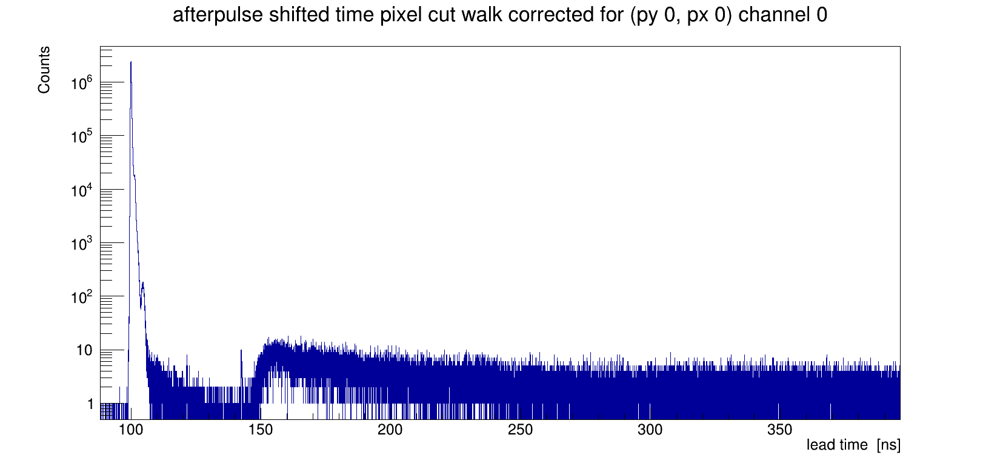 afterpulse shifted time pixel cut walk corrected for (py 0, px 0) channel 0
Counts
10^6
10^5
10^4
10^3
10^2
10
1
100 150 200 250 300 350
lead time [ns]